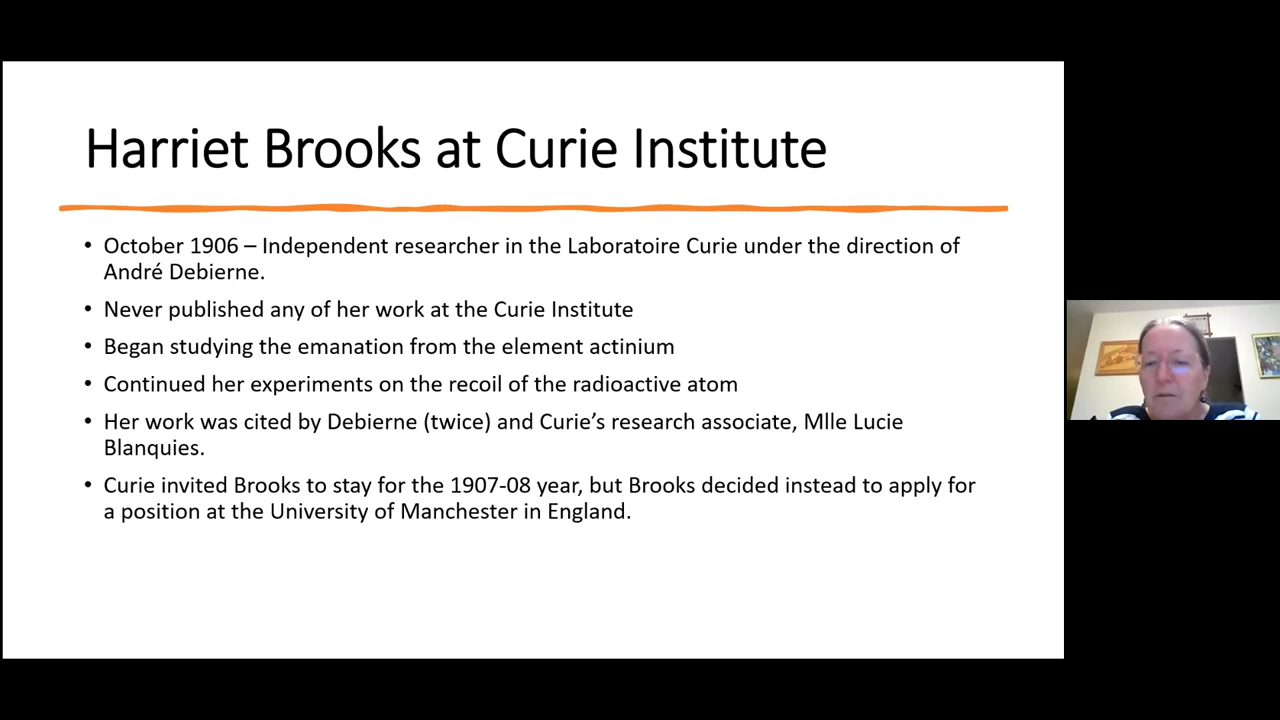 Harriet Brooks at Curie Institute
• October 1906 – Independent researcher in the Laboratoire Curie under the direction of
André Debierne.
• Never published any of her work at the Curie Institute
• Began studying the emanation from the element actinium
• Continued her experiments on the recoil of the radioactive atom
• Her work was cited by Debierne (twice) and Curie's research associate, Mlle Lucie
Blanquies.
• Curie invited Brooks to stay for the 1907-08 year, but Brooks decided instead to apply for
a position at the University of Manchester in England.